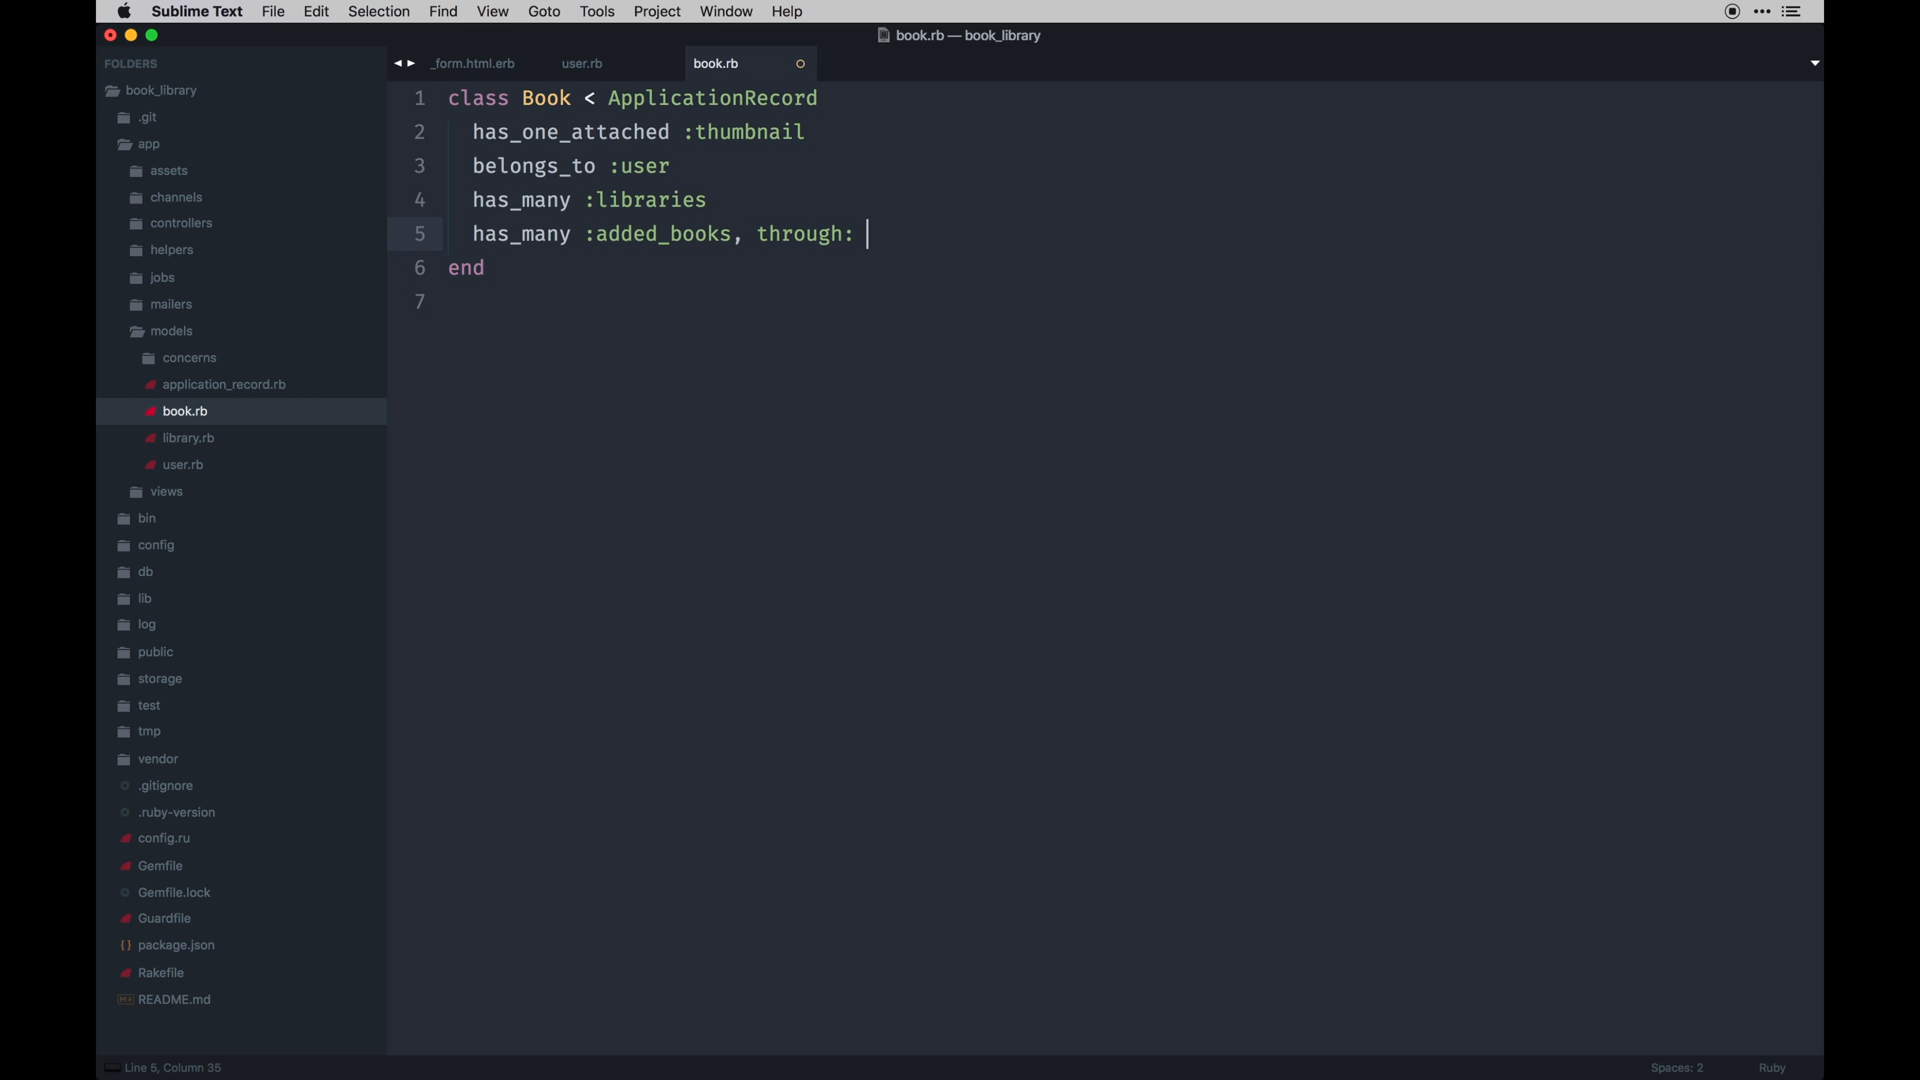 Sublime Text File Edit Selection Find View Goto Tools Project Window Help
book.rb — book_library
FOLDERS
book_library
.git
app
assets
channels
controllers
helpers
jobs
mailers
models
concerns
application_record.rb
book.rb
library.rb
user.rb
views
bin
config
db
lib
log
public
storage
test
tmp
vendor
.gitignore
.ruby-version
config.ru
Gemfile
Gemfile.lock
Guardfile
package.json
Rakefile
README.md
_form.html.erb user.rb book.rb
1 class Book < ApplicationRecord
2 has_one_attached :thumbnail
3 belongs_to :user
4 has_many :libraries
5 has_many :added_books, through:
6 end
7
Line 5, Column 35 Spaces: 2 Ruby